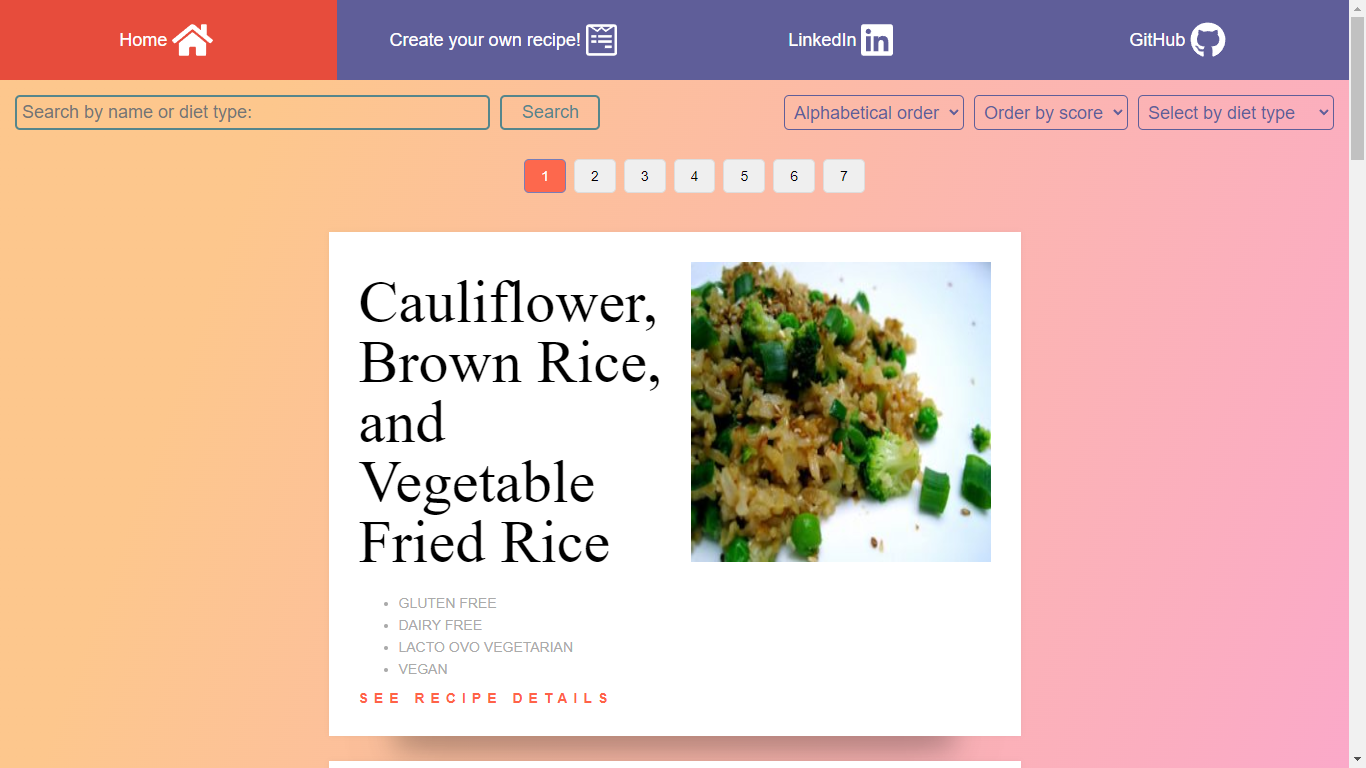 Home Create your own recipe! LinkedIn GitHub
Search by name or diet type: Search Alphabetical order Order by score Select by diet type
1 2 3 4 5 6 7
Cauliflower,
Brown Rice,
and
Vegetable
Fried Rice
• GLUTEN FREE
• DAIRY FREE
• LACTO OVO VEGETARIAN
• VEGAN
SEE RECIPE DETAILS